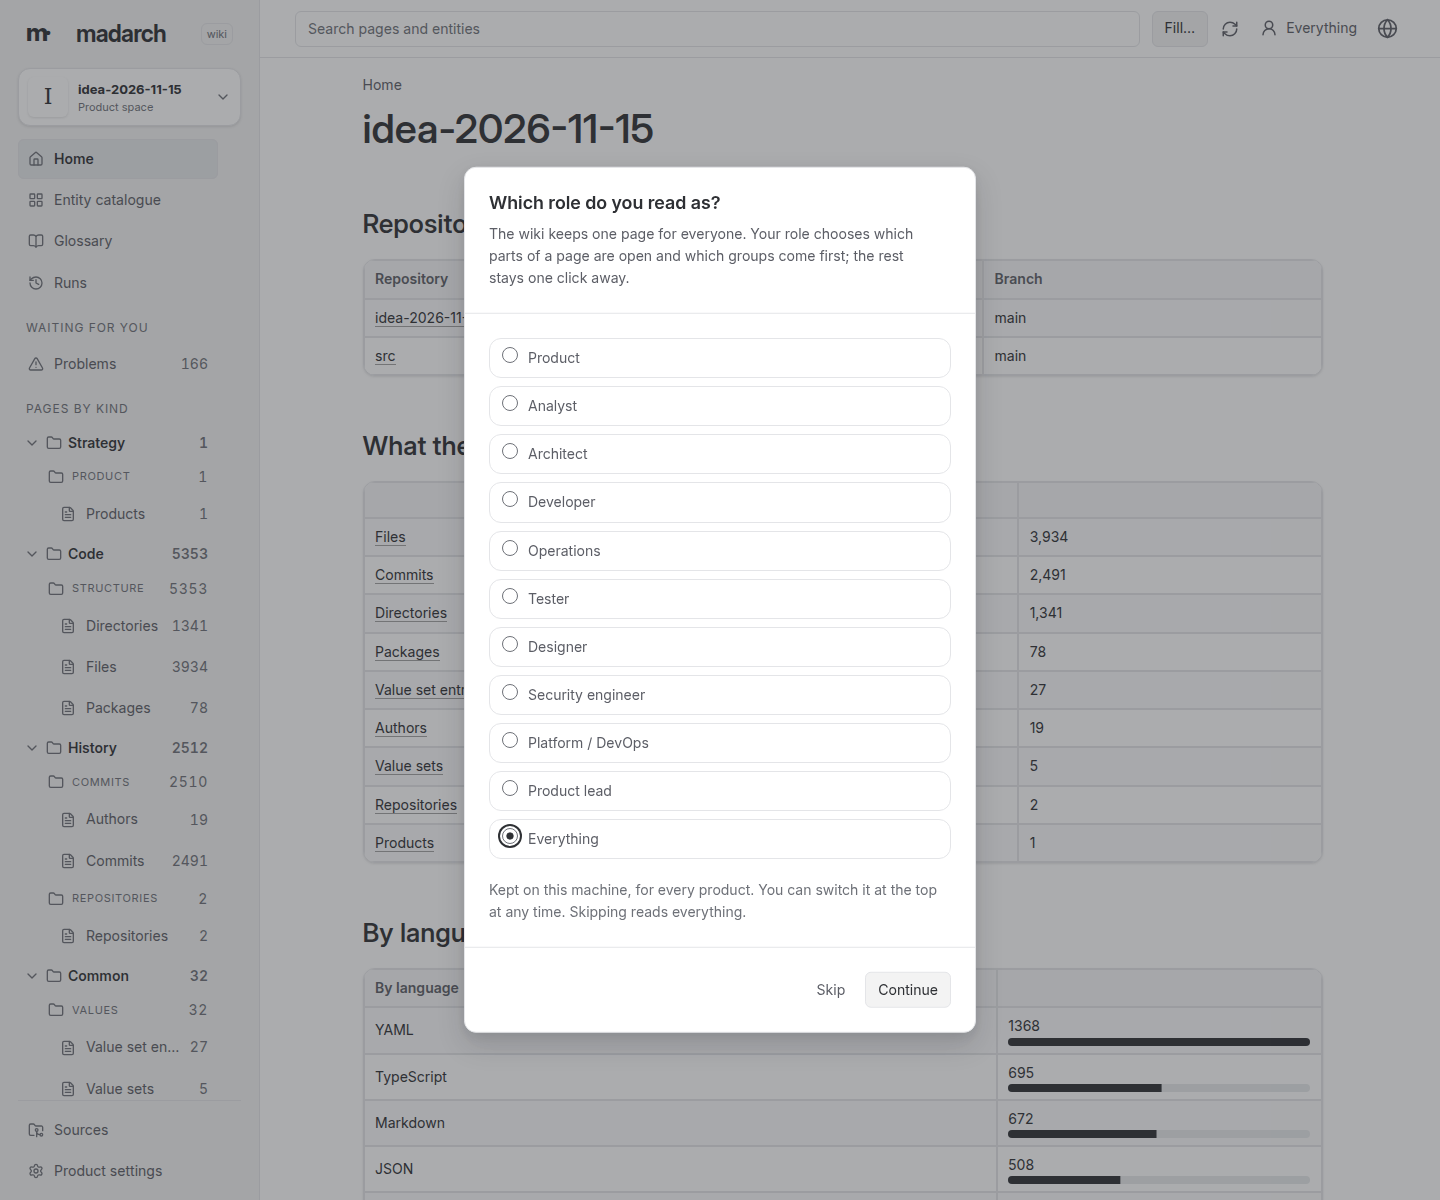 madarch
wiki
Search pages and entities
Fill...
Everything
I
idea-2026-11-15
Product space
Home
Entity catalogue
Glossary
Runs
WAITING FOR YOU
Problems 166
PAGES BY KIND
Strategy 1
PRODUCT 1
Products 1
Code 5353
STRUCTURE 5353
Directories 1341
Files 3934
Packages 78
History 2512
COMMITS 2510
Authors 19
Commits 2491
REPOSITORIES 2
Repositories 2
Common 32
VALUES 32
Value set en... 27
Value sets 5
Sources
Product settings
Home
idea-2026-11-15
Reposito
Repository Branch
idea-2026-11- main
src main
What the
Files 3,934
Commits 2,491
Directories 1,341
Packages 78
Value set entr 27
Authors 19
Value sets 5
Repositories 2
Products 1
By langu
By language
YAML 1368
TypeScript 695
Markdown 672
JSON 508
Which role do you read as?
The wiki keeps one page for everyone. Your role chooses which
parts of a page are open and which groups come first; the rest
stays one click away.
Product
Analyst
Architect
Developer
Operations
Tester
Designer
Security engineer
Platform / DevOps
Product lead
Everything
Kept on this machine, for every product. You can switch it at the top
at any time. Skipping reads everything.
Skip
Continue